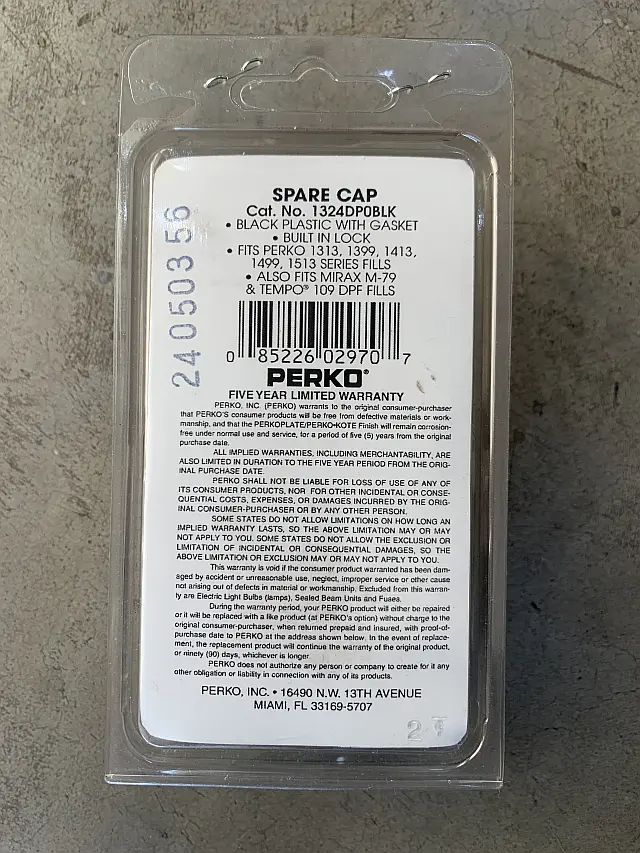 SPARE CAP
Cat. No. 1324DP0BLK
• BLACK PLASTIC WITH GASKET
• BUILT IN LOCK
• FITS PERKO 1313, 1399, 1413,
1499, 1513 SERIES FILLS
• ALSO FITS MIRAX M-79
& TEMPO® 109 DPF FILLS
24050356
0 85226 02970 7
PERKO®
FIVE YEAR LIMITED WARRANTY
PERKO, INC. (PERKO) warrants to the original consumer-purchaser
that PERKO'S consumer products will be free from defective materials or work-
manship, and that the PERKOPLATE/PERKO-KOTE Finish will remain corrosion-
free under normal use and service, for a period of five (5) years from the original
purchase date.
ALL IMPLIED WARRANTIES, INCLUDING MERCHANTABILITY, ARE
ALSO LIMITED IN DURATION TO THE FIVE YEAR PERIOD FROM THE ORIG-
INAL PURCHASE DATE.
PERKO SHALL NOT BE LIABLE FOR LOSS OF USE OF ANY OF
ITS CONSUMER PRODUCTS, NOR FOR OTHER INCIDENTAL OR CONSE-
QUENTIAL COSTS, EXPENSES, OR DAMAGES INCURRED BY THE ORIG-
INAL CONSUMER-PURCHASER OR BY ANY OTHER PERSON.
SOME STATES DO NOT ALLOW LIMITATIONS ON HOW LONG AN
IMPLIED WARRANTY LASTS, SO THE ABOVE LIMITATION MAY OR MAY
NOT APPLY TO YOU. SOME STATES DO NOT ALLOW THE EXCLUSION OR
LIMITATION OF INCIDENTAL OR CONSEQUENTIAL DAMAGES, SO THE
ABOVE LIMITATION OR EXCLUSION MAY OR MAY NOT APPLY TO YOU.
This warranty is void if the consumer product warranted has been dam-
aged by accident or unreasonable use, neglect, improper service or other cause
not arising out of defects in material or workmanship. Excluded from this warran-
ty are Electric Light Bulbs (lamps), Sealed Beam Units and Fuses.
During the warranty period, your PERKO product will either be repaired
or it will be replaced with a like product (at PERKO's option) without charge to the
original consumer-purchaser, when returned prepaid and insured, with proof-of-
purchase date to PERKO at the address shown below. In the event of replace-
ment, the replacement product will continue the warranty of the original product,
or ninety (90) days, whichever is longer.
PERKO does not authorize any person or company to create for it any
other obligation or liability in connection with any of its products.
PERKO, INC. • 16490 N.W. 13TH AVENUE
MIAMI, FL 33169-5707